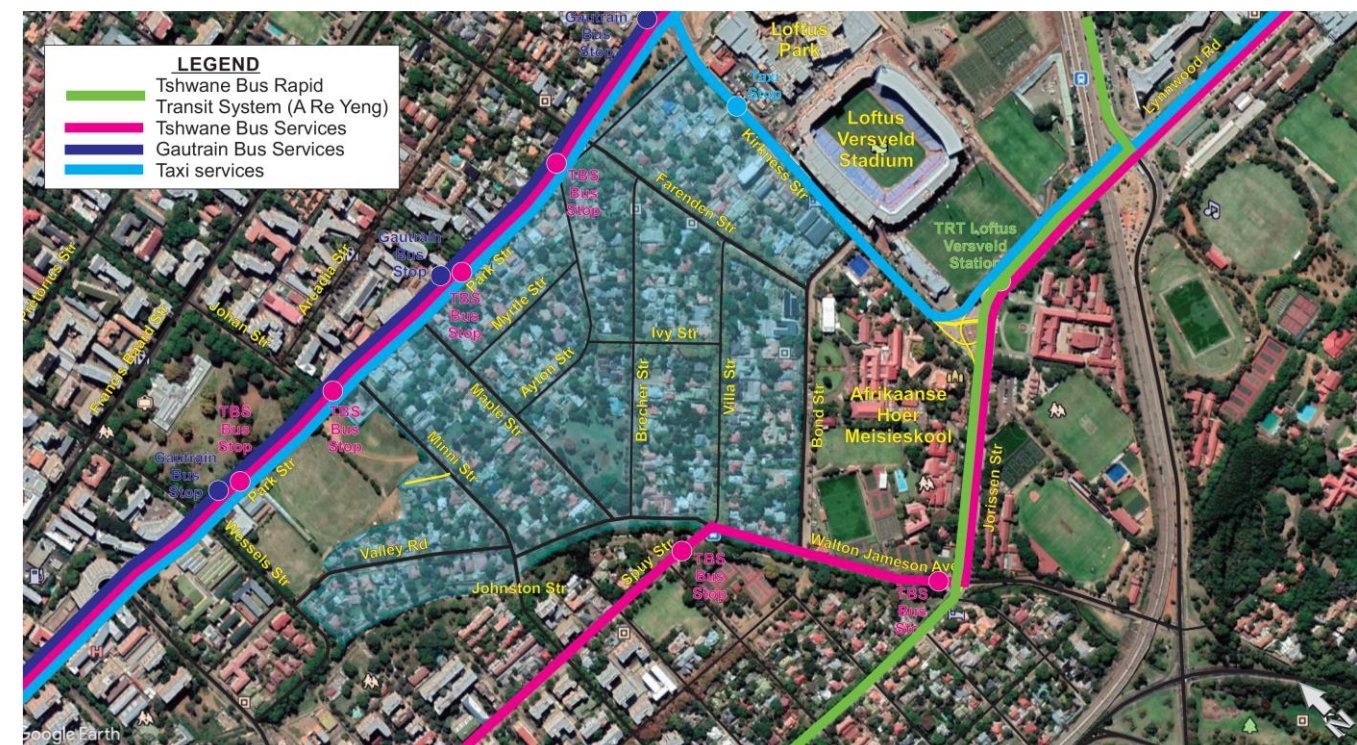 LEGEND
Tshwane Bus Rapid
Transit System (A Re Yeng)
Tshwane Bus Services
Gautrain Bus Services
Taxi services
Gautrain
Bus
Stop
Loftus
Park
Taxi
Stop
Lynnwood Rd
Loftus
Versveld
Stadium
Kirkness Str
TBS
Bus
Stop
Farenden Str
TRT Loftus
Versveld
Station
Gautrain
Bus
Stop
Park Str
TBS
Bus
Stop
Pretorius Str
Arcadia Str
Johan Str
Francis Baald Str
Myrtle Str
Ivy Str
Ayton Str
Maple Str
Brecher Str
Villa Str
Bond Str
Afrikaanse
Hoer
Meisieskool
TBS
Bus
Stop
TBS
Bus
Stop
Minni Str
Gautrain
Bus
Stop
Park Str
Jorissen Str
Wessels Str
Valley Rd
Spuy Str
Walton Jameson Ave
Johnston Str
TBS
Bus
Stop
TBS
Bus
Str
H
N
Google Earth